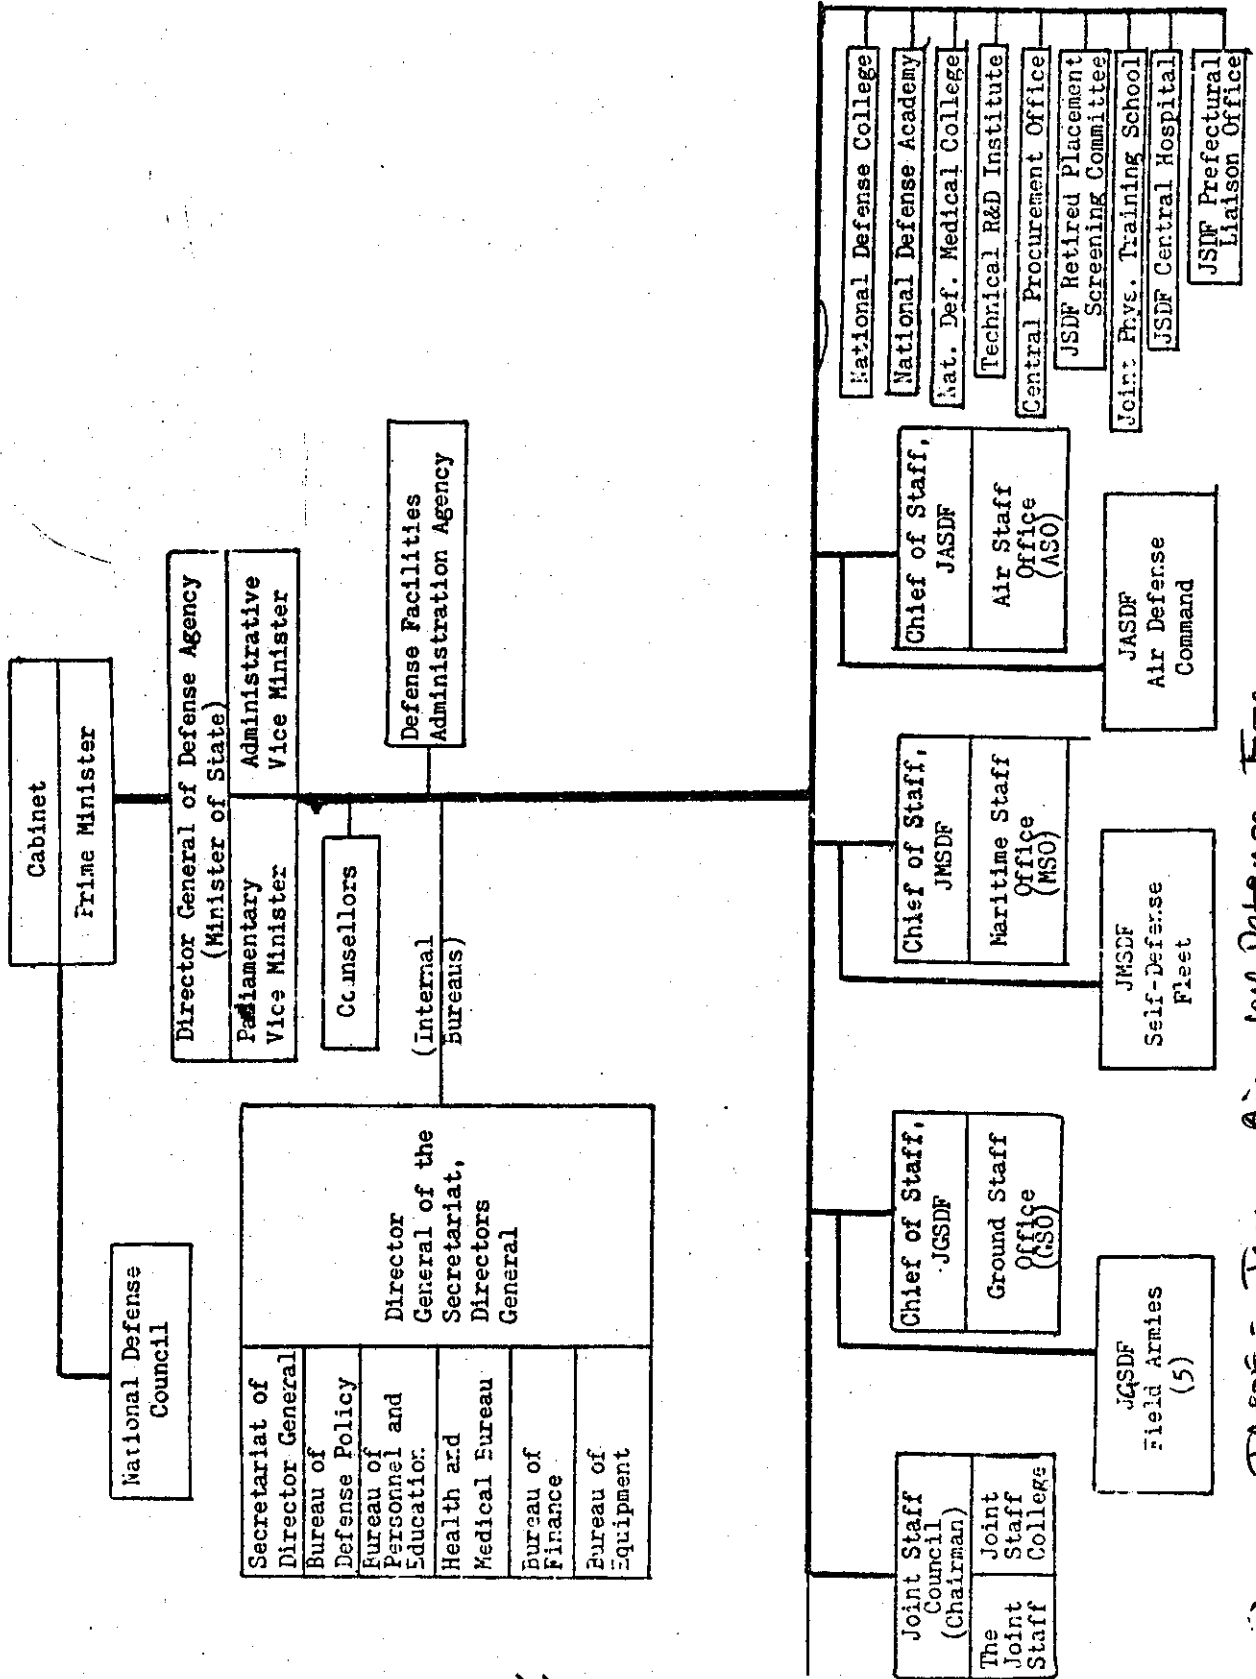 Cabinet
Prime Minister
National Defense
Council
Director General of Defense Agency
(Minister of State)
Parliamentary
Vice Minister
Administrative
Vice Minister
Counsellors
(Internal
Bureaus)
Defense Facilities
Administration Agency
Secretariat of
Director General
Bureau of
Defense Policy
Bureau of
Personnel and
Education
Health and
Medical Bureau
Bureau of
Finance
Bureau of
Equipment
Director
General of the
Secretariat,
Directors
General
Joint Staff
Council
(Chairman)
The
Joint
Staff
Joint
Staff
College
Chief of Staff,
JGSDF
Ground Staff
Office
(GSO)
JGSDF
Field Armies
(5)
Chief of Staff,
JMSDF
Maritime Staff
Office
(MSO)
JMSDF
Self-Defense
Fleet
Chief of Staff,
JASDF
Air Staff
Office
(ASO)
JASDF
Air Defense
Command
National Defense College
National Defense Academy
Nat. Def. Medical College
Technical R&D Institute
Central Procurement Office
JSDF Retired Placement
Screening Committee
Joint Phys. Training School
JSDF Central Hospital
JSDF Prefectural
Liaison Office